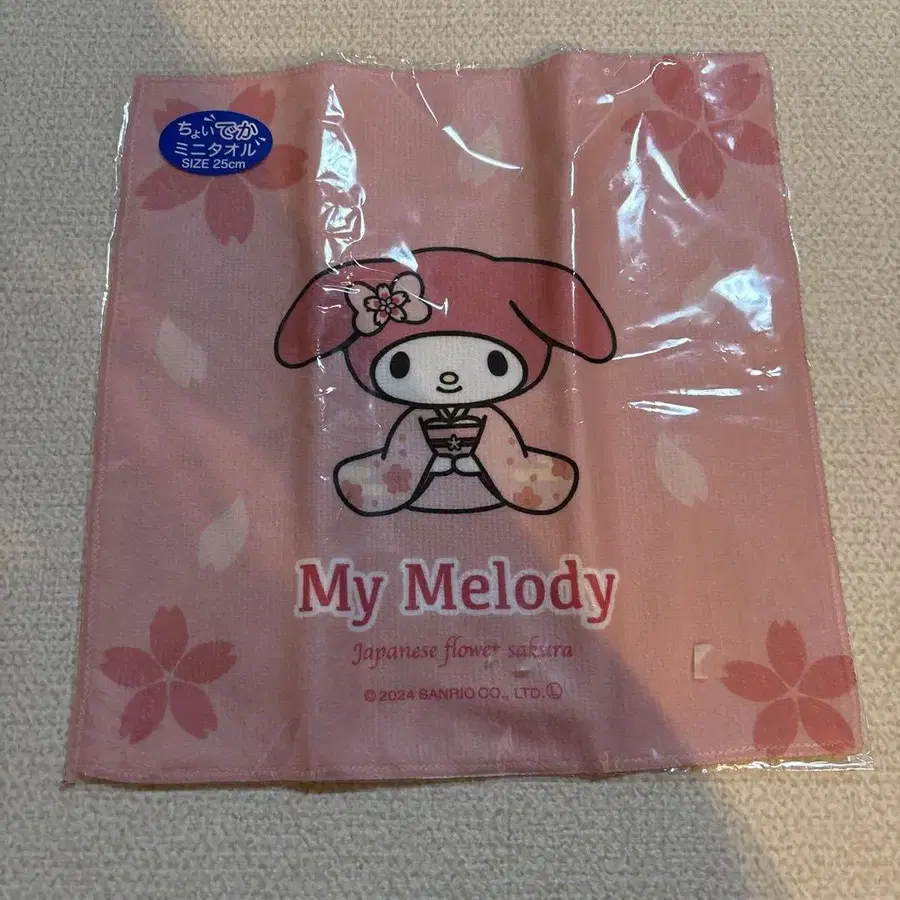 ちょいでか
ミニタオル
SIZE 25cm
My Melody
Japanese flower sakura
© 2024 SANRIO CO., LTD. Ⓛ